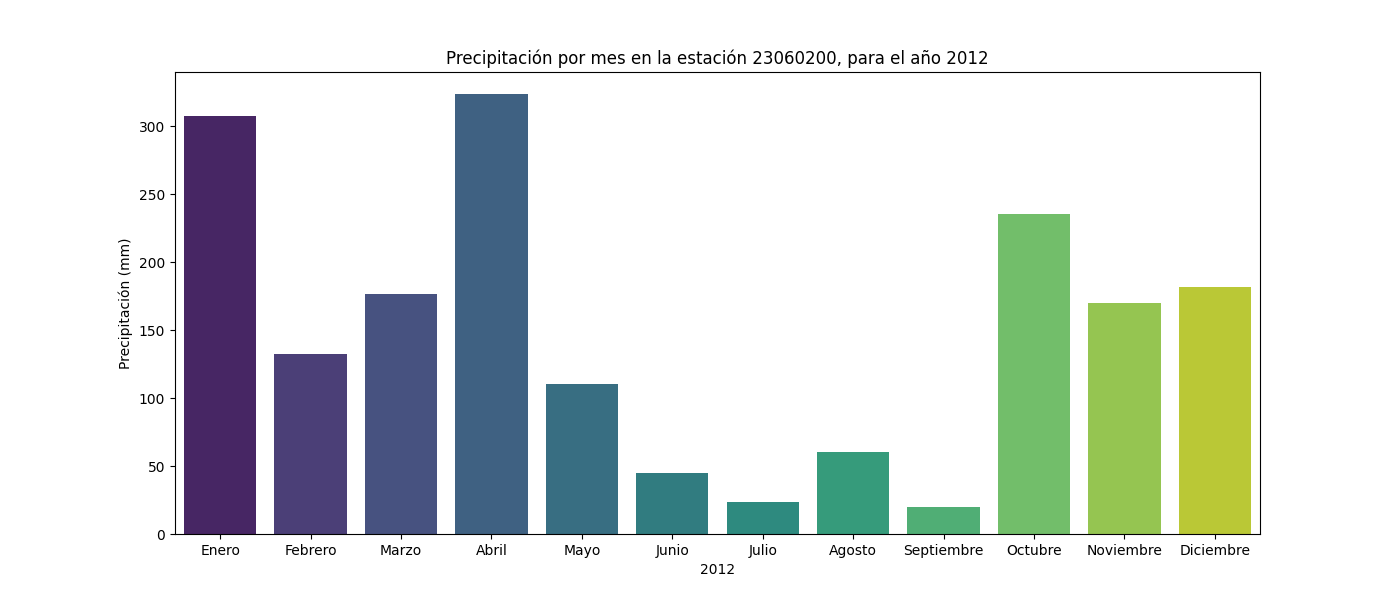 Precipitación por mes en la estación 23060200, para el año 2012
Precipitación (mm)
300
250
200
150
100
50
0
Enero Febrero Marzo Abril Mayo Junio Julio Agosto Septiembre Octubre Noviembre Diciembre
2012